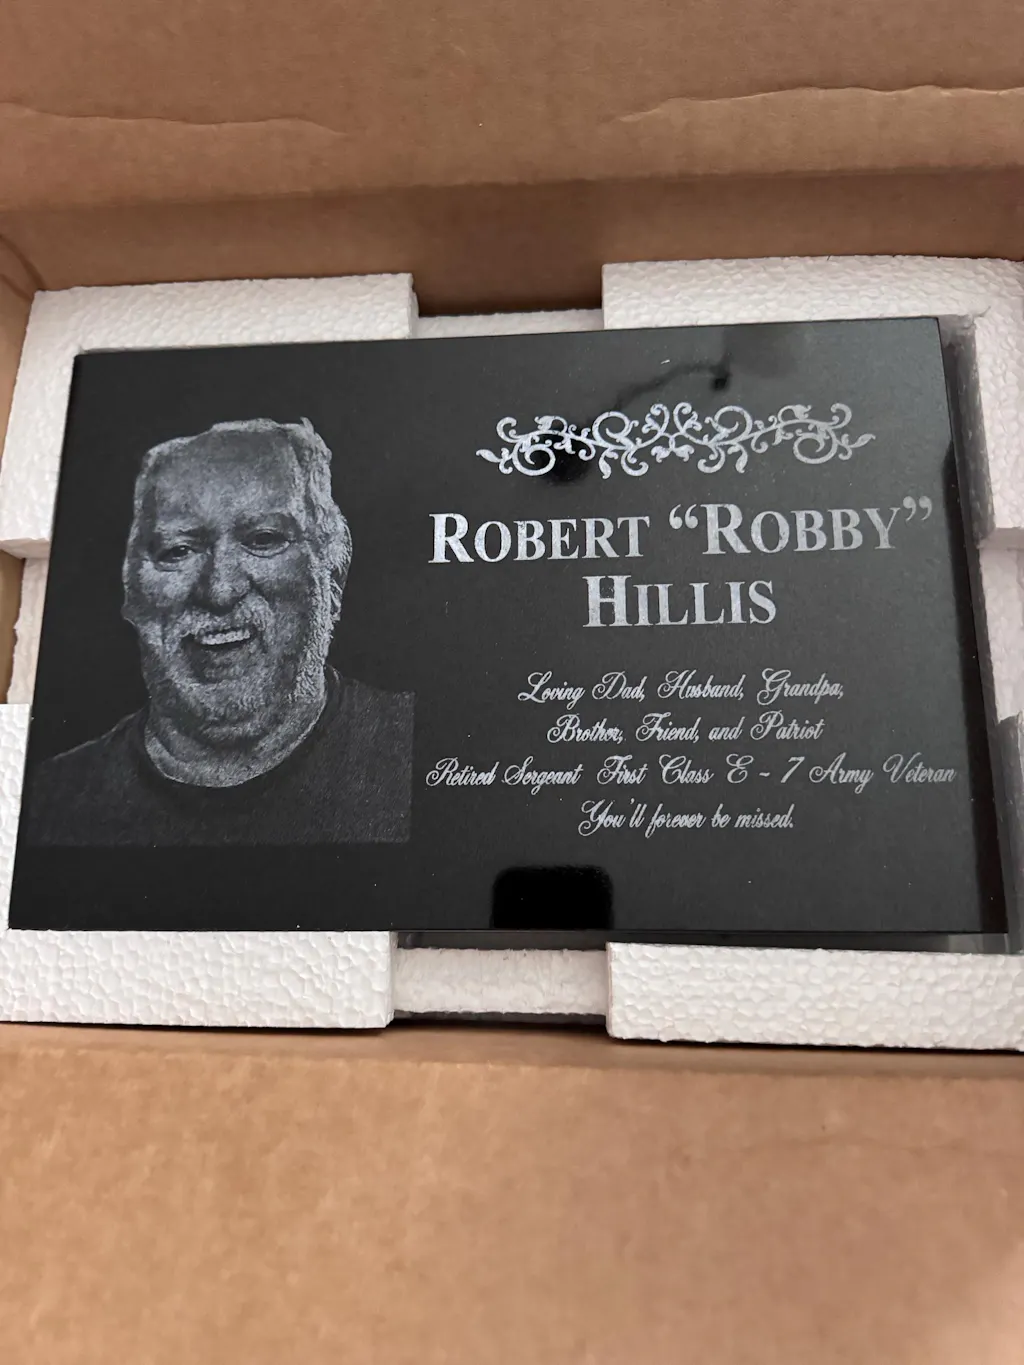 ROBERT “ROBBY”
HILLIS
Loving Dad, Husband, Grandpa,
Brother, Friend, and Patriot
Retired Sergeant First Class E - 7 Army Veteran
You'll forever be missed.